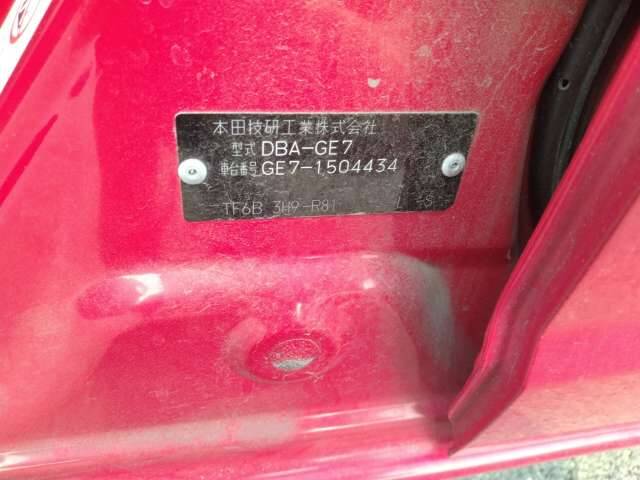 本田技研工業株式会社
型式 DBA-GE7
車台番号 GE7-1504434
TF6B 3H9-R81 L -S